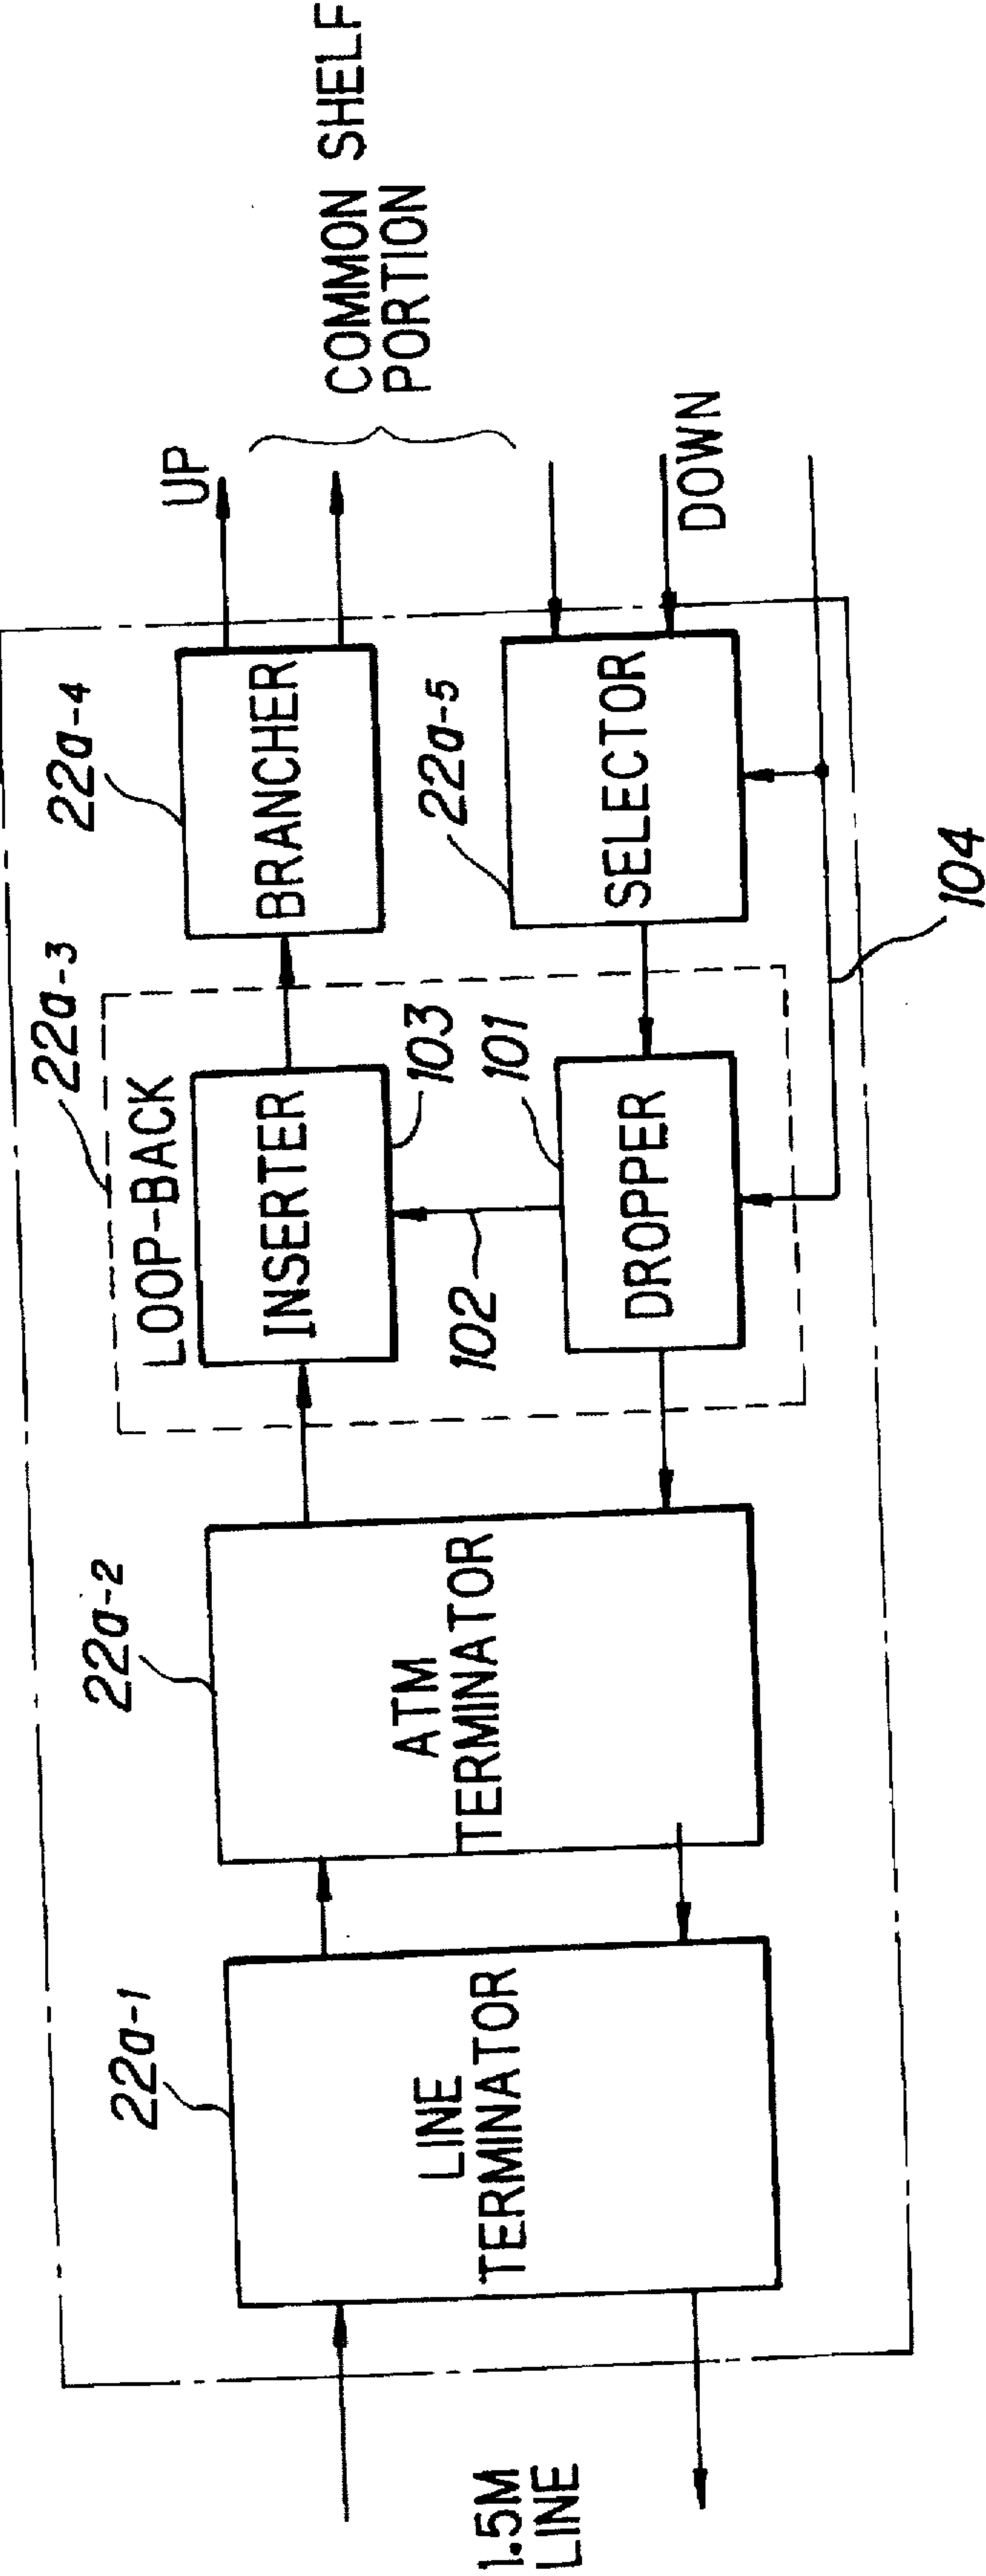 1.5M
LINE
22a-1
LINE
TERMINATOR
22a-2
ATM
TERMINATOR
22a-3
LOOP-BACK
INSERTER
103
102
101
DROPPER
22a-4
BRANCHER
22a-5
SELECTOR
104
UP
COMMON SHELF
PORTION
DOWN